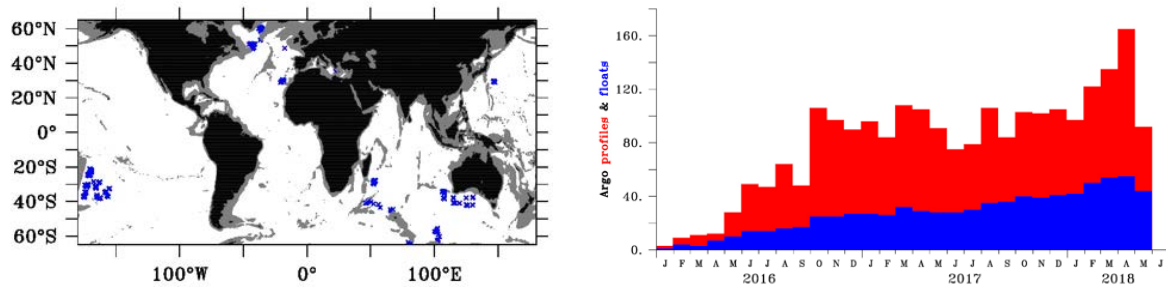 60°N
40°N
20°N
0°
20°S
40°S
60°S
100°W 0° 100°E
Argo profiles & floats
160.
120.
80.
40.
0.
J F M A M J J A S O N D J F M A M J J A S O N D J F M A M J
2016 2017 2018